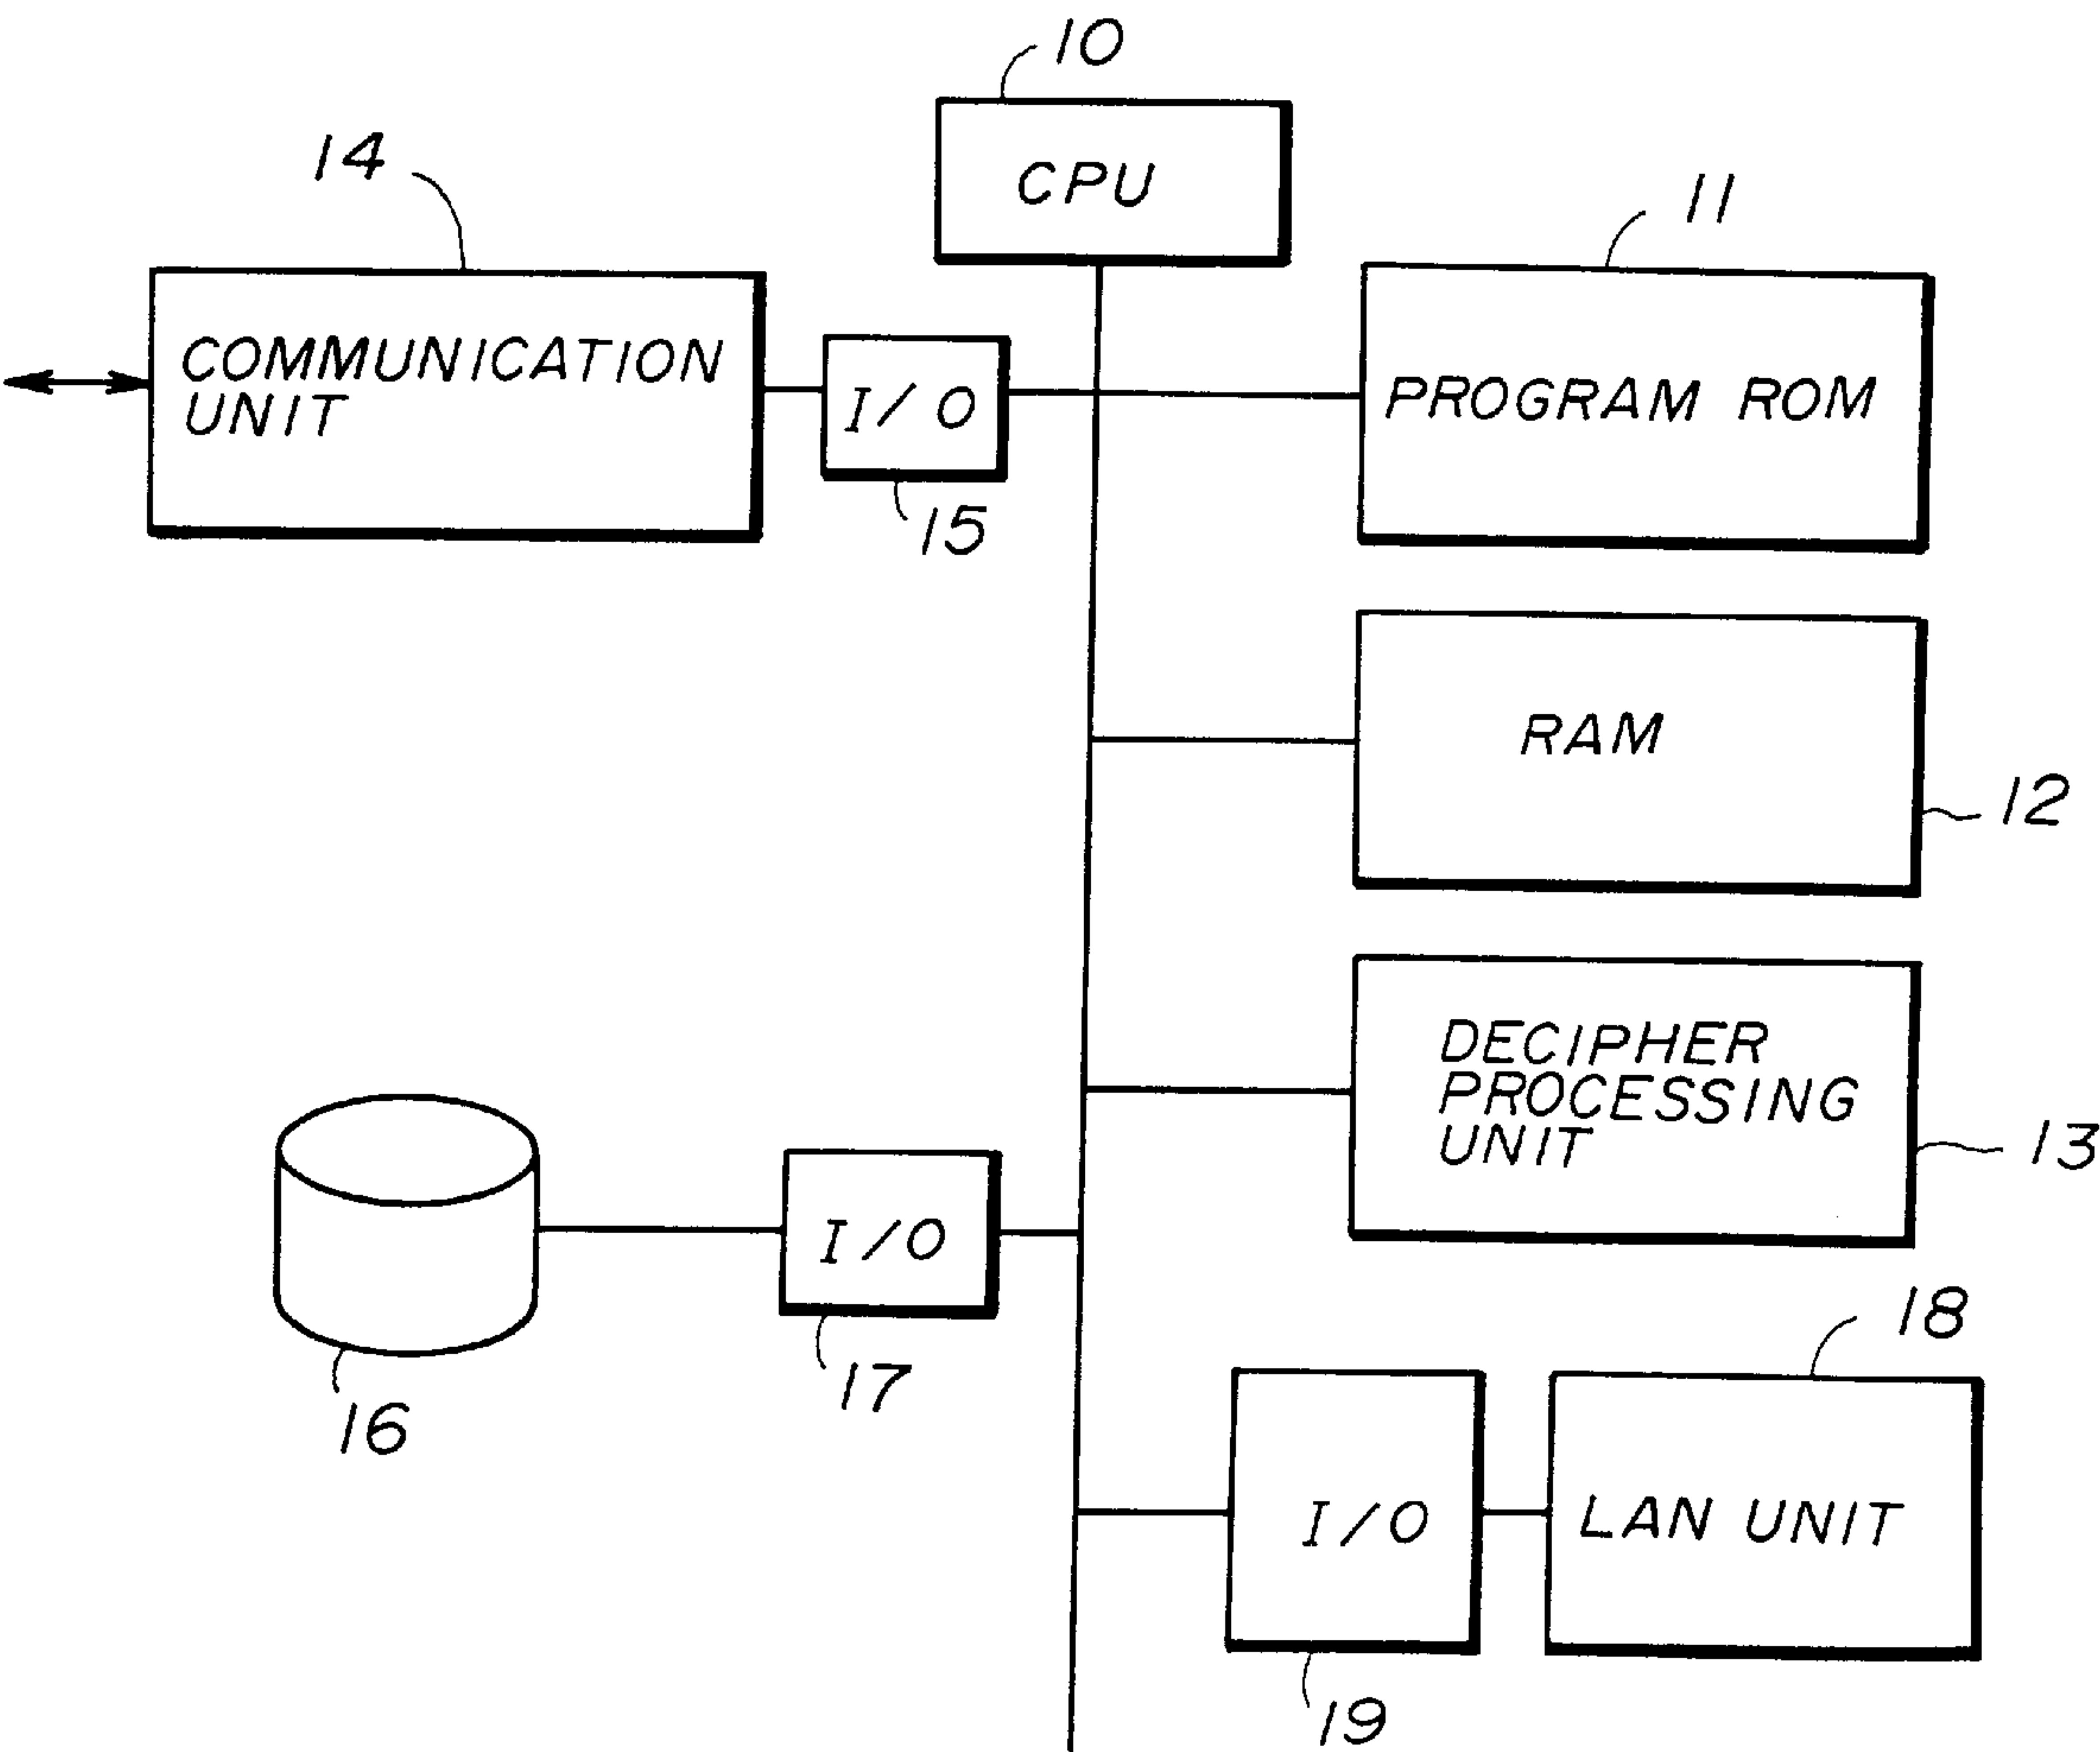 10
CPU
14
11
COMMUNICATION
UNIT
I/O
PROGRAM ROM
15
RAM
12
DECIPHER
PROCESSING
UNIT
13
I/O
17
16
18
I/O
LAN UNIT
19